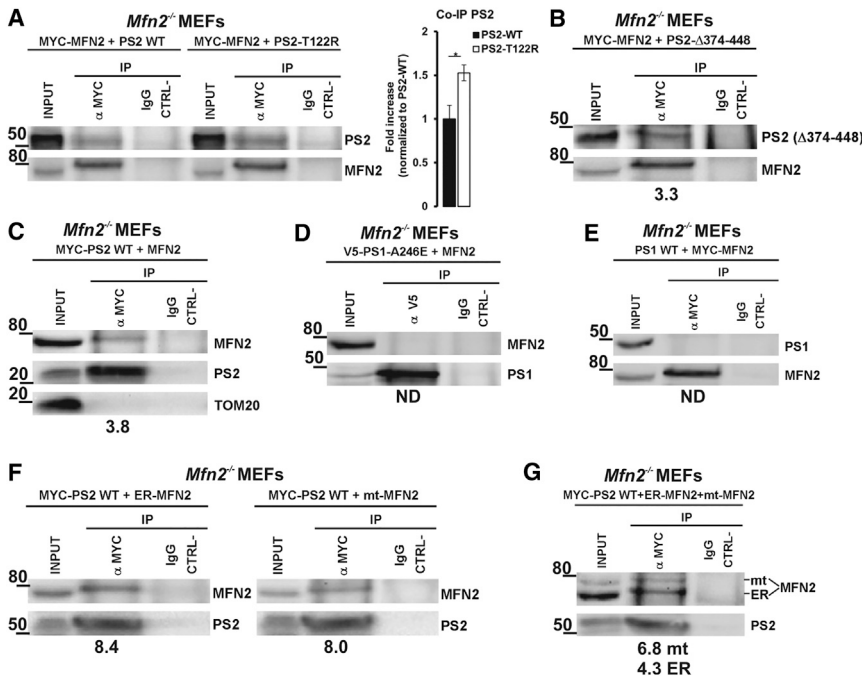 A
Mfn2-/- MEFs
MYC-MFN2 + PS2 WT
MYC-MFN2 + PS2-T122R
IP
IP
INPUT
α MYC
IgG
CTRL-
INPUT
α MYC
IgG
CTRL-
50
PS2
80
MFN2
Co-IP PS2
PS2-WT
PS2-T122R
*
Fold increase
(normalized to PS2-WT)
2
1.5
1
0.5
0
B
Mfn2-/- MEFs
MYC-MFN2 + PS2-Δ374-448
IP
INPUT
α MYC
IgG
CTRL-
50
PS2 (Δ374-448)
80
MFN2
3.3
C
Mfn2-/- MEFs
MYC-PS2 WT + MFN2
IP
INPUT
α MYC
IgG
CTRL-
80
MFN2
20
PS2
20
TOM20
3.8
D
Mfn2-/- MEFs
V5-PS1-A246E + MFN2
IP
INPUT
α V5
IgG
CTRL-
80
MFN2
50
PS1
ND
E
Mfn2-/- MEFs
PS1 WT + MYC-MFN2
IP
INPUT
α MYC
IgG
CTRL-
50
PS1
80
MFN2
ND
F
Mfn2-/- MEFs
MYC-PS2 WT + ER-MFN2
MYC-PS2 WT + mt-MFN2
IP
IP
INPUT
α MYC
IgG
CTRL-
INPUT
α MYC
IgG
CTRL-
80
MFN2
80
MFN2
50
PS2
50
PS2
8.4
8.0
G
Mfn2-/- MEFs
MYC-PS2 WT+ER-MFN2+mt-MFN2
IP
INPUT
α MYC
IgG
CTRL-
80
mt
ER
MFN2
50
PS2
6.8 mt
4.3 ER